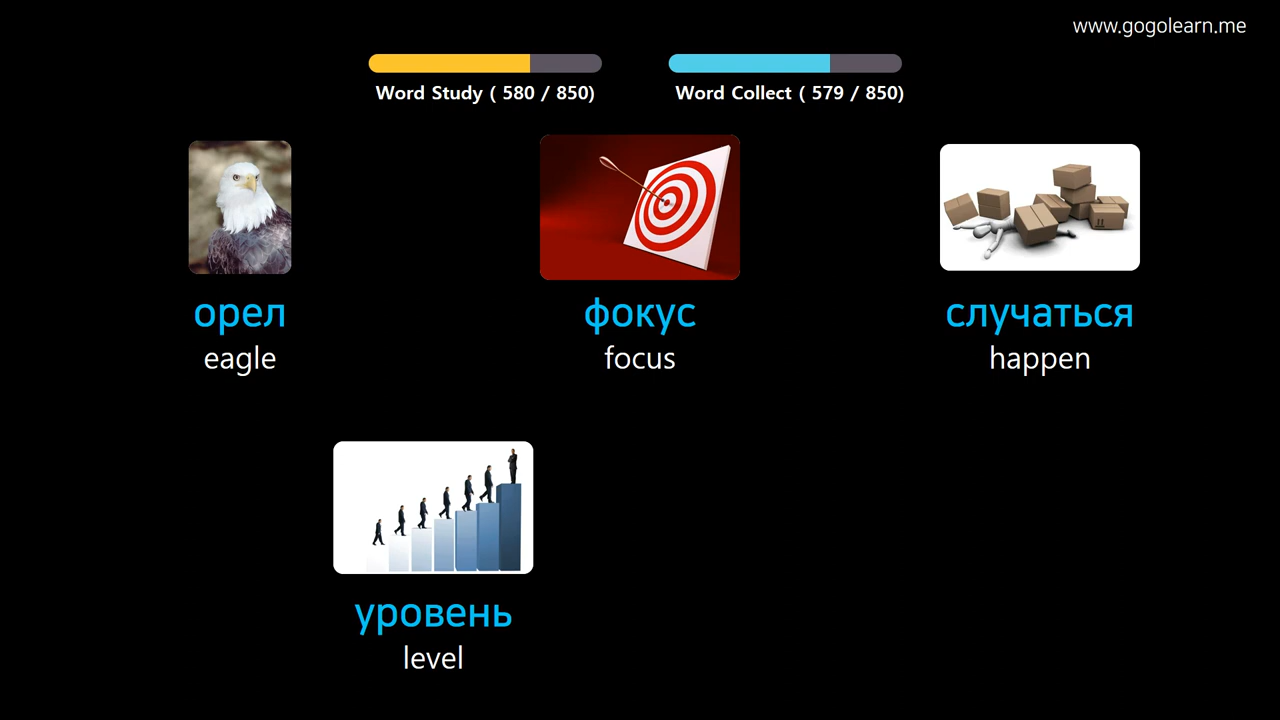 www.gogolearn.me
Word Study ( 580 / 850)
Word Collect ( 579 / 850)
орел
eagle
фокус
focus
случаться
happen
уровень
level